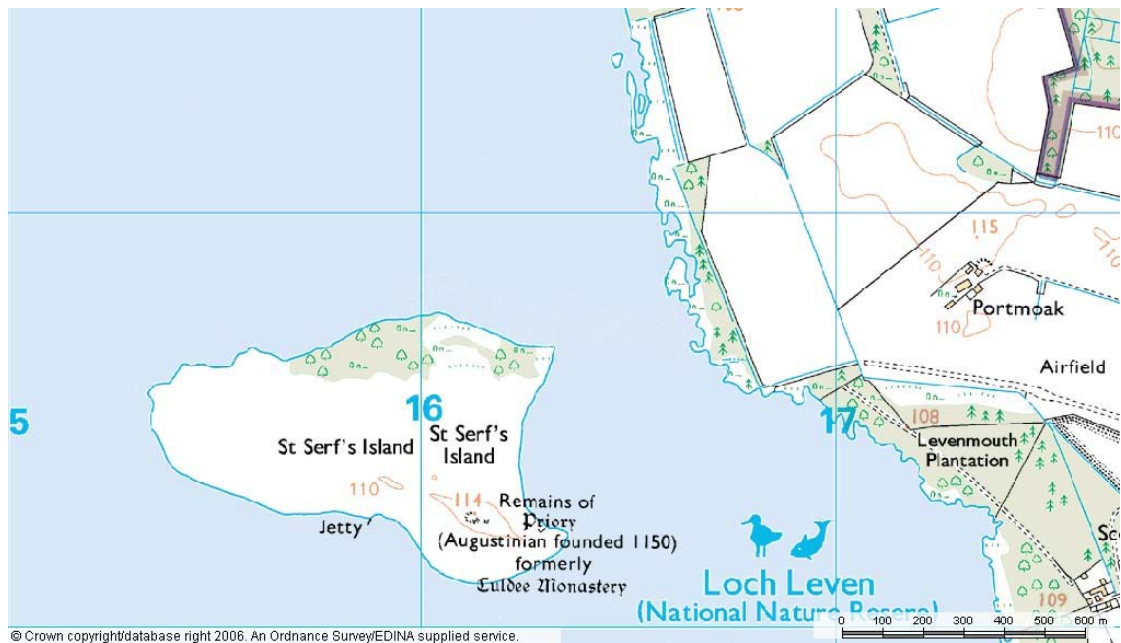 115
110
Portmoak
110
110
Airfield
5
16
17
108
St Serf's Island
St Serf's
Island
Levenmouth
Plantation
110
114
Jetty
Remains of
Priory
(Augustinian founded 1150)
formerly
Culdee Monastery
Loch Leven
(National Nature Reserve)
109
0 100 200 300 400 500 600 m
© Crown copyright/database right 2006. An Ordnance Survey/EDINA supplied service.